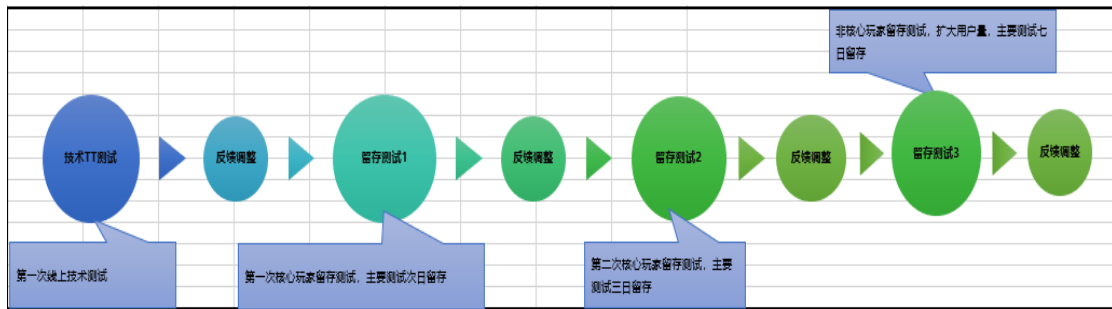 非核心玩家留存测试，扩大用户量，主要测试七
日留存
技术TT测试
反馈调整
留存测试1
反馈调整
留存测试2
反馈调整
留存测试3
反馈调整
第一次线上技术测试
第一次核心玩家留存测试，主要测试次日留存
第二次核心玩家留存测试，主要
测试三日留存